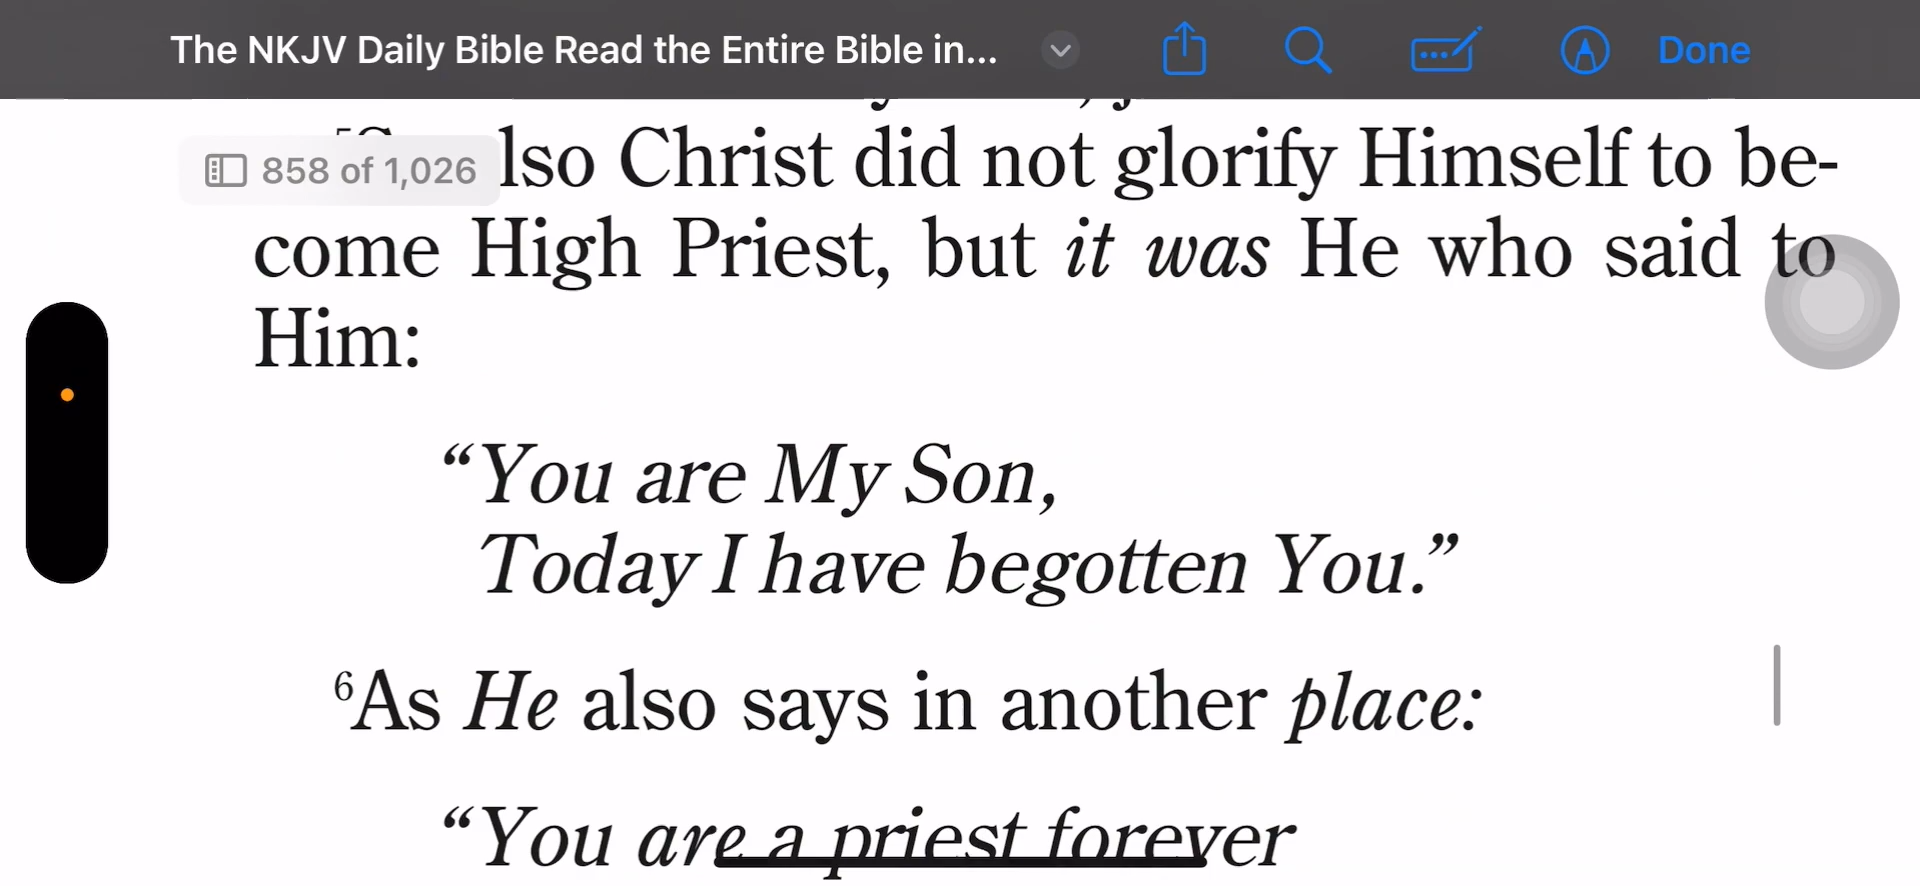 The NKJV Daily Bible Read the Entire Bible in...
Done
858 of 1,026
lso Christ did not glorify Himself to be-
come High Priest, but it was He who said to
Him:
“You are My Son,
Today I have begotten You.”
6As He also says in another place:
“You are a priest forever